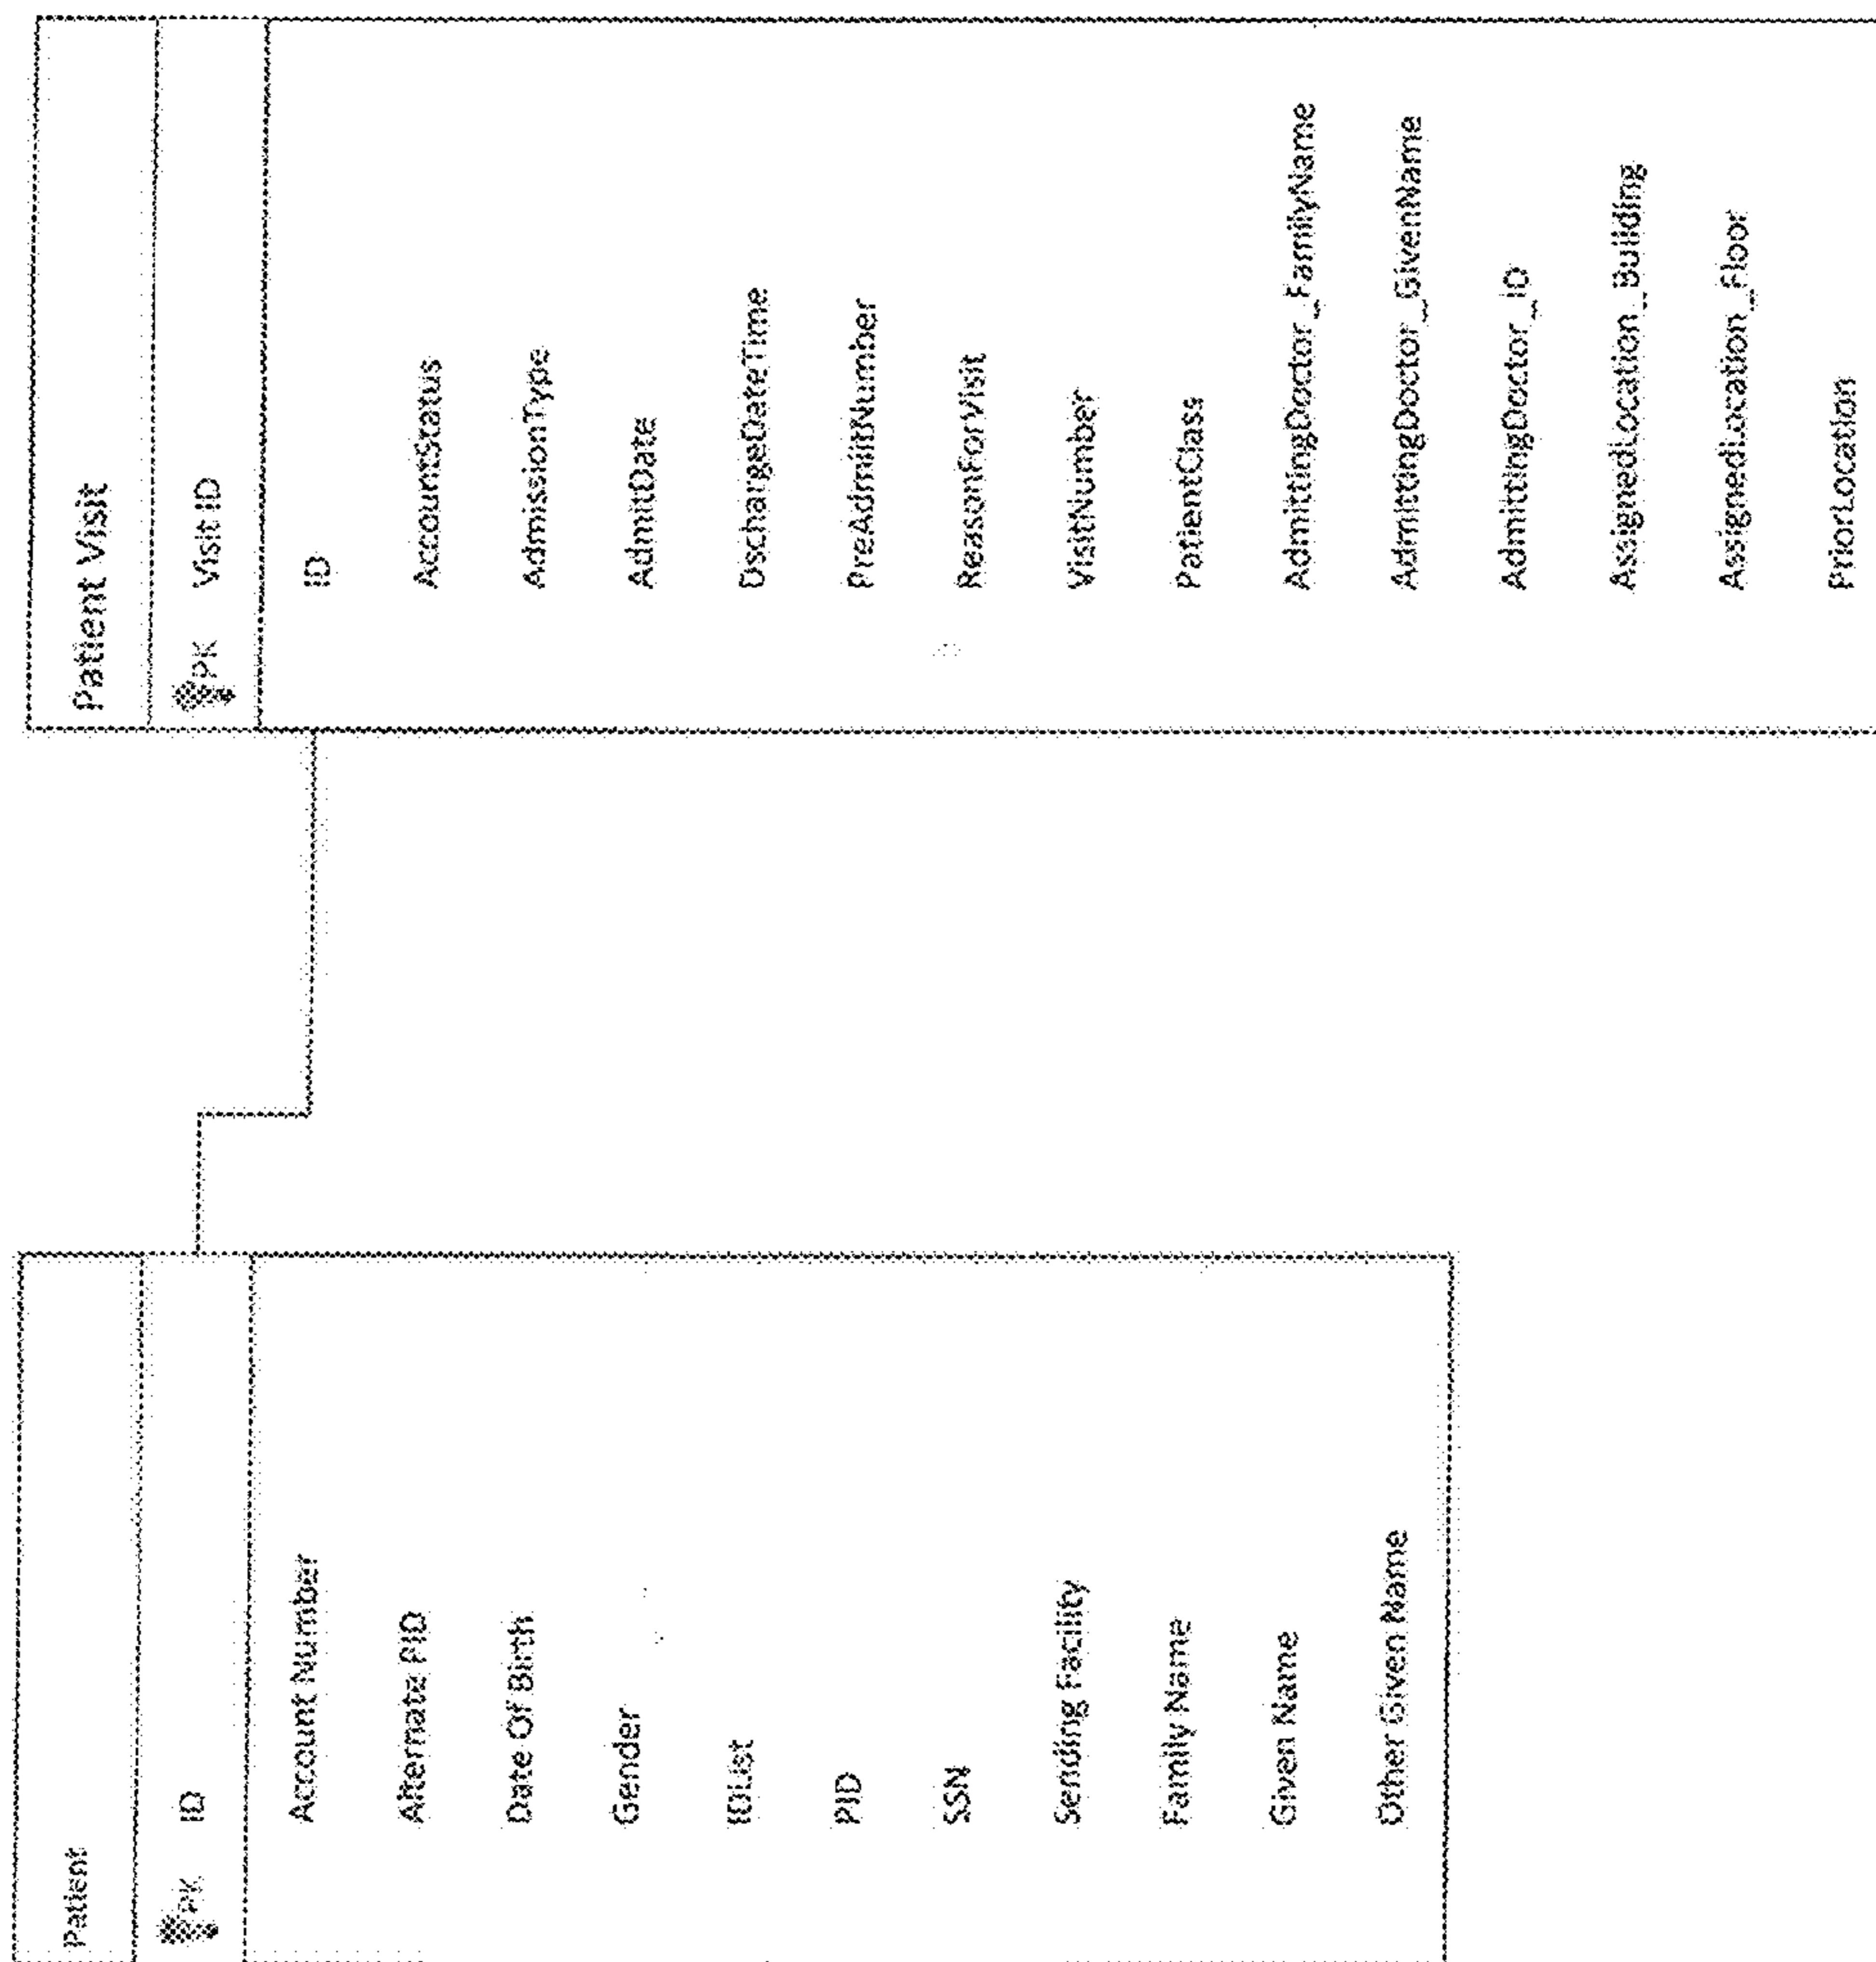 Patient
PK ID
Account Number
Alternate PID
Date Of Birth
Gender
IDList
PID
SSN
Sending Facility
Family Name
Given Name
Other Given Name
Patient Visit
PK Visit ID
ID
AccountStatus
AdmissionType
AdmitDate
DschargeDateTime
PreAdmitNumber
ReasonForVisit
VisitNumber
PatientClass
AdmittingDoctor_FamilyName
AdmittingDoctor_GivenName
AdmittingDoctor_ID
AssignedLocation_Building
AssignedLocation_Floor
PriorLocation